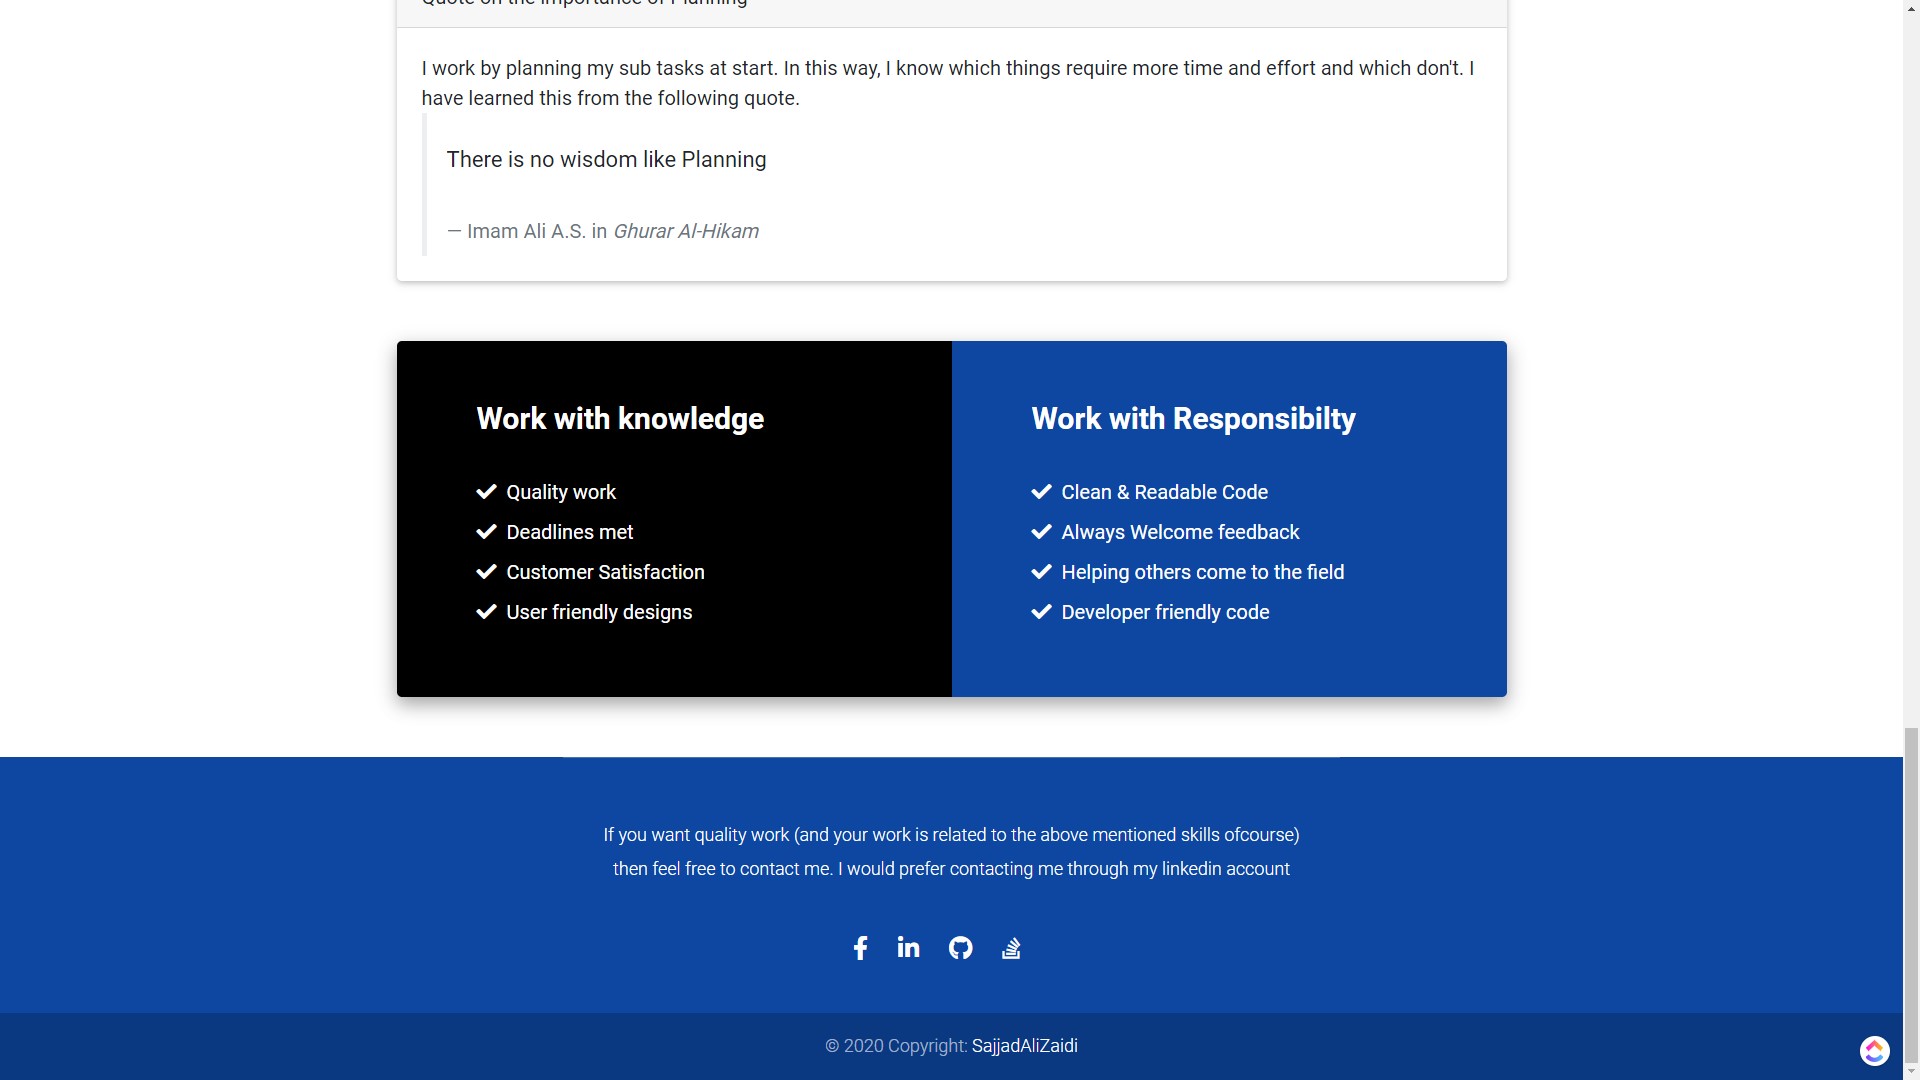 Quote on the Importance of Planning
I work by planning my sub tasks at start. In this way, I know which things require more time and effort and which don't. I
have learned this from the following quote.
There is no wisdom like Planning
— Imam Ali A.S. in Ghurar Al-Hikam
Work with knowledge
Quality work
Deadlines met
Customer Satisfaction
User friendly designs
Work with Responsibilty
Clean & Readable Code
Always Welcome feedback
Helping others come to the field
Developer friendly code
If you want quality work (and your work is related to the above mentioned skills ofcourse)
then feel free to contact me. I would prefer contacting me through my linkedin account
© 2020 Copyright: SajjadAliZaidi